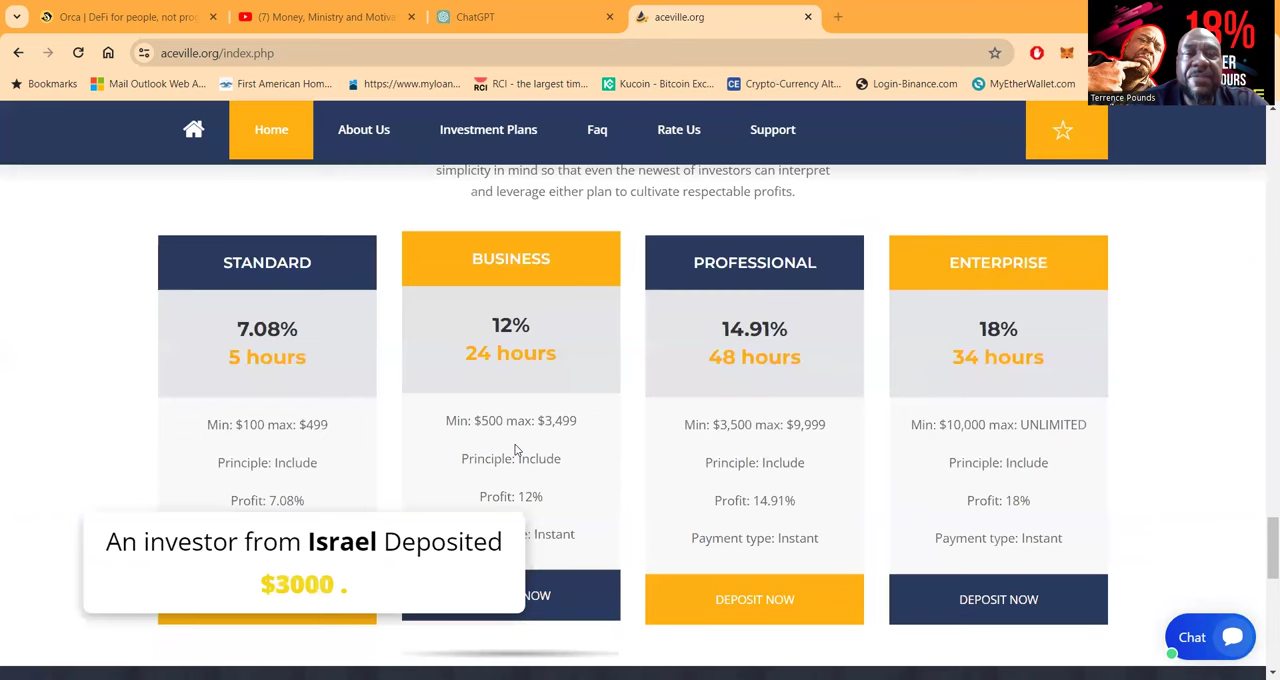 Orca | DeFi for people, not pro
(7) Money, Ministry and Motiva
ChatGPT
aceville.org
aceville.org/index.php
Bookmarks
Mail Outlook Web A...
First American Hom...
https://www.myloan...
RCI - the largest tim...
Kucoin - Bitcoin Exc...
Crypto-Currency Alt...
Login-Binance.com
MyEtherWallet.com
18%
ER
OURS
Terrence Pounds
Home
About Us
Investment Plans
Faq
Rate Us
Support
simplicity in mind so that even the newest of investors can interpret
and leverage either plan to cultivate respectable profits.
STANDARD
7.08%
5 hours
Min: $100 max: $499
Principle: Include
Profit: 7.08%
BUSINESS
12%
24 hours
Min: $500 max: $3,499
Principle: Include
Profit: 12%
e: Instant
NOW
PROFESSIONAL
14.91%
48 hours
Min: $3,500 max: $9,999
Principle: Include
Profit: 14.91%
Payment type: Instant
DEPOSIT NOW
ENTERPRISE
18%
34 hours
Min: $10,000 max: UNLIMITED
Principle: Include
Profit: 18%
Payment type: Instant
DEPOSIT NOW
An investor from Israel Deposited
$3000 .
Chat